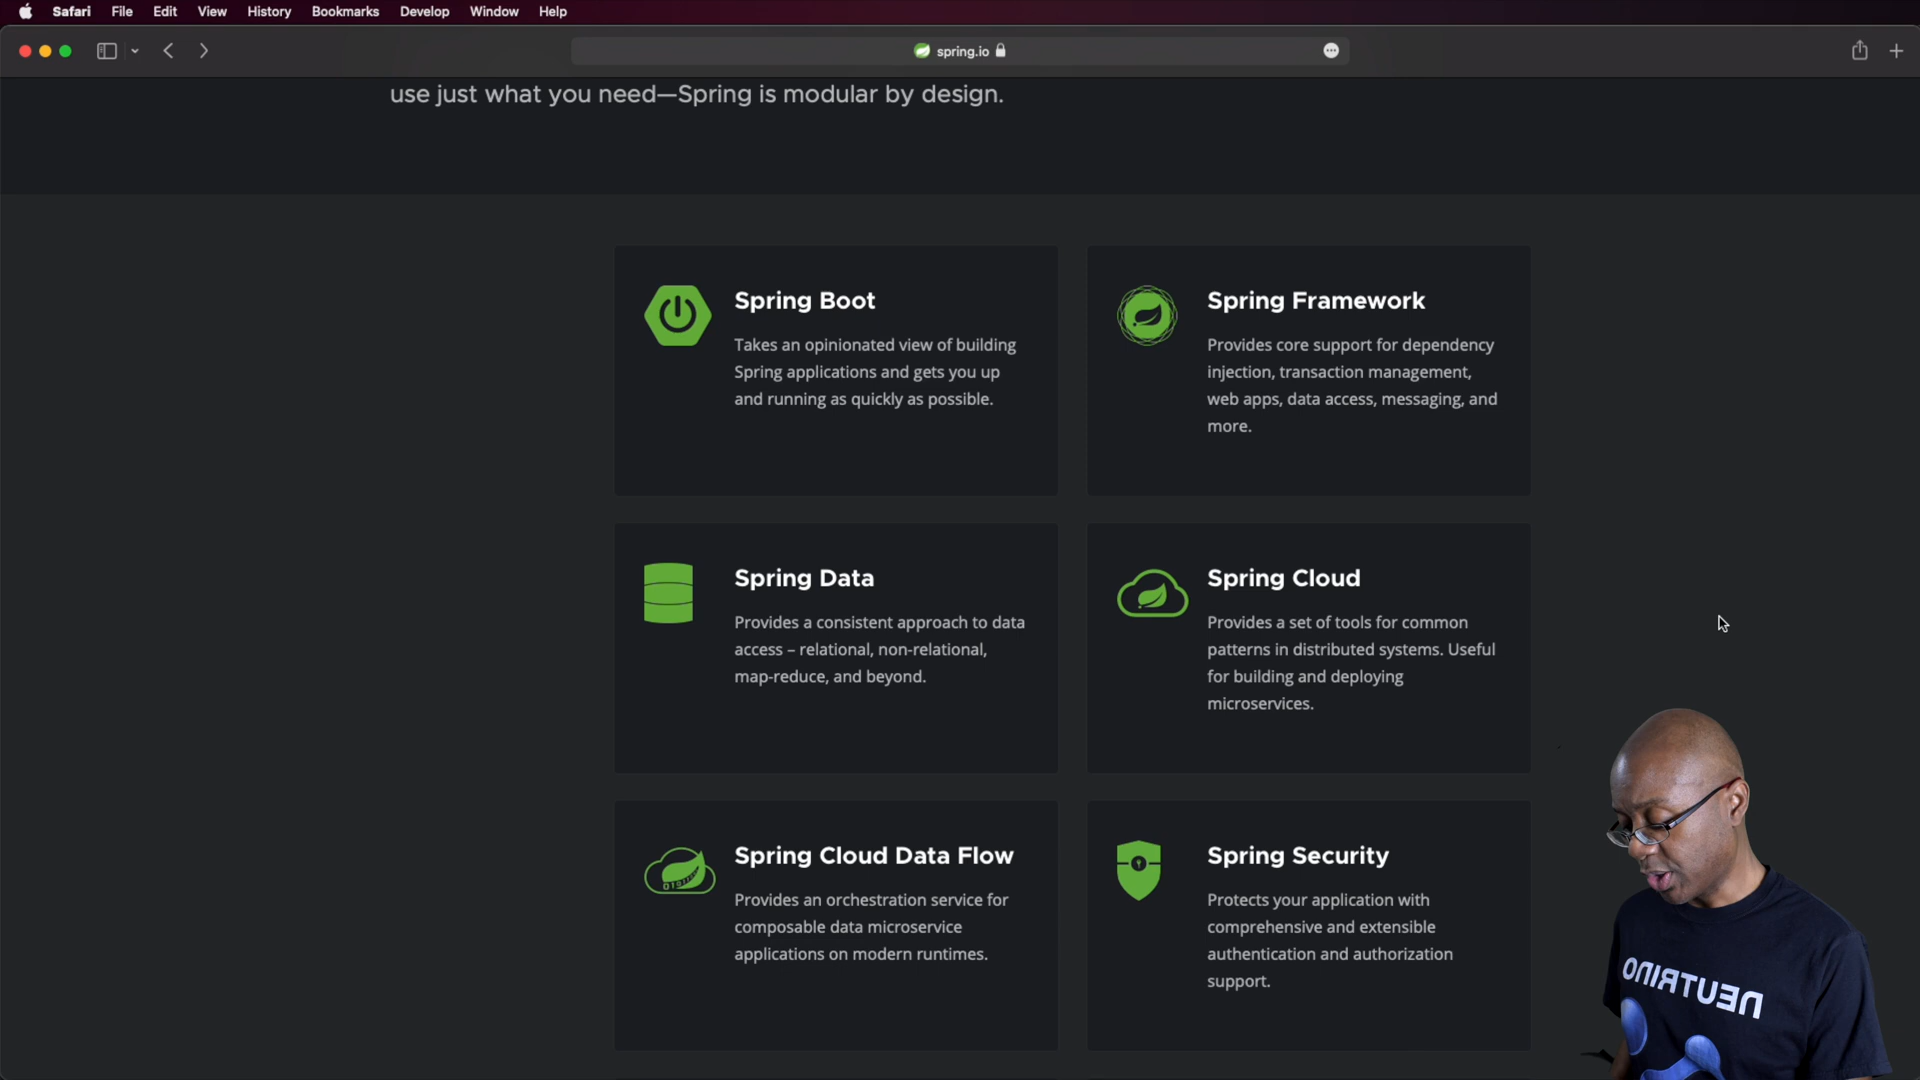 Safari File Edit View History Bookmarks Develop Window Help
spring.io
use just what you need—Spring is modular by design.
Spring Boot
Takes an opinionated view of building
Spring applications and gets you up
and running as quickly as possible.
Spring Framework
Provides core support for dependency
injection, transaction management,
web apps, data access, messaging, and
more.
Spring Data
Provides a consistent approach to data
access – relational, non-relational,
map-reduce, and beyond.
Spring Cloud
Provides a set of tools for common
patterns in distributed systems. Useful
for building and deploying
microservices.
Spring Cloud Data Flow
Provides an orchestration service for
composable data microservice
applications on modern runtimes.
Spring Security
Protects your application with
comprehensive and extensible
authentication and authorization
support.
NEUTRINO